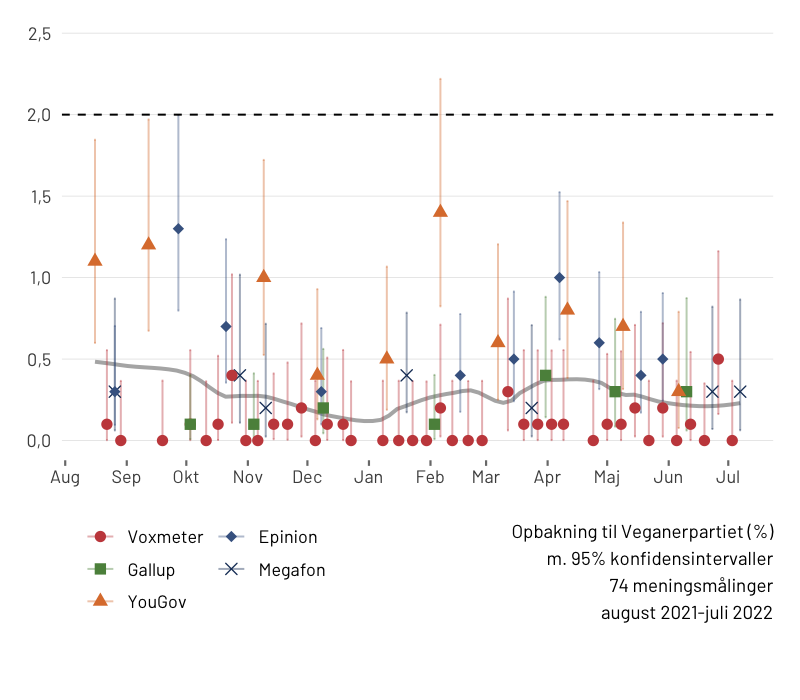 2,5
2,0
1,5
1,0
0,5
0,0
Aug Sep Okt Nov Dec Jan Feb Mar Apr Maj Jun Jul
Voxmeter Epinion
Gallup Megafon
YouGov
Opbakning til Veganerpartiet (%)
m. 95% konfidensintervaller
74 meningsmålinger
august 2021-juli 2022